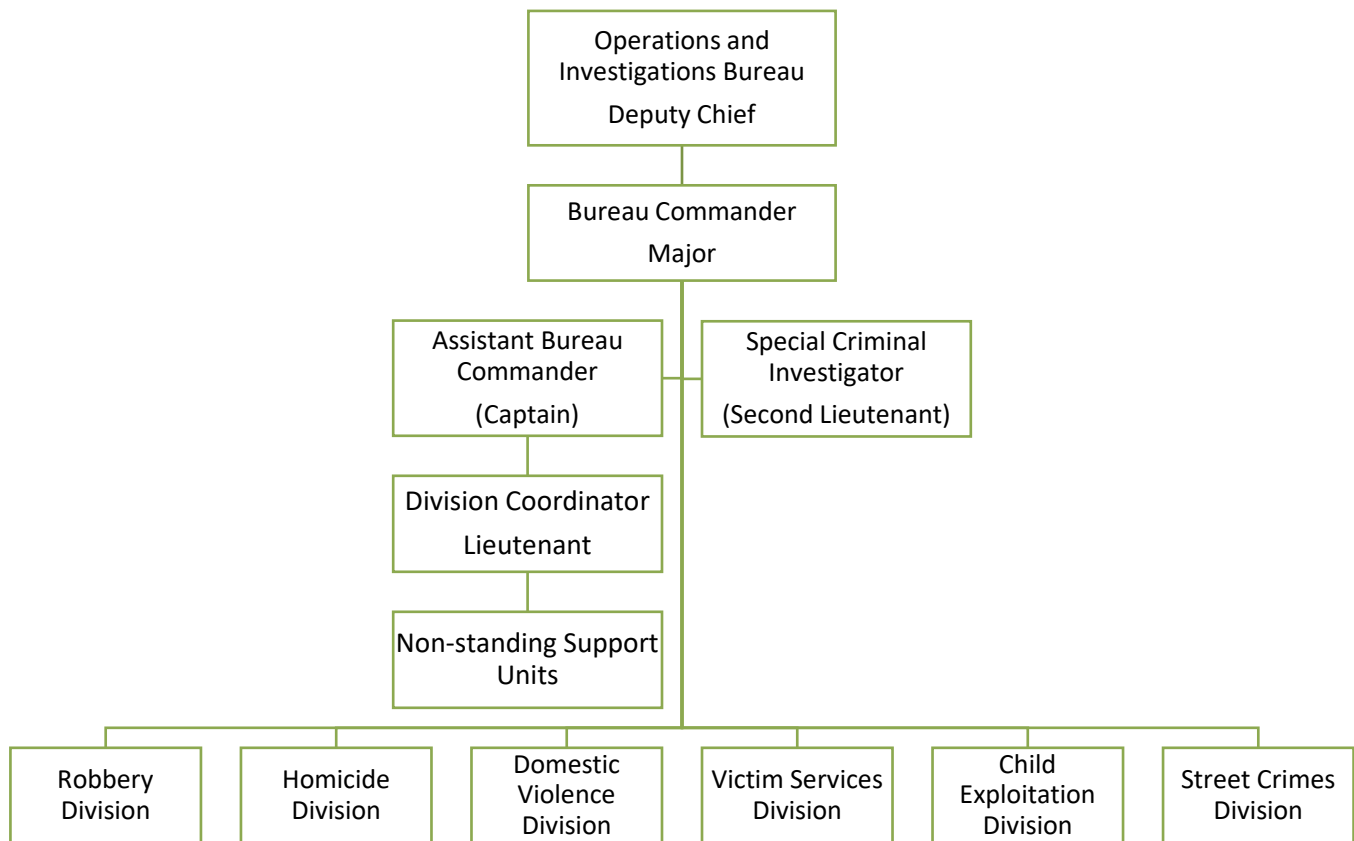 Operations and
Investigations Bureau
Deputy Chief
Bureau Commander
Major
Assistant Bureau
Commander
(Captain)
Special Criminal
Investigator
(Second Lieutenant)
Division Coordinator
Lieutenant
Non-standing Support
Units
Robbery
Division
Homicide
Division
Domestic
Violence
Division
Victim Services
Division
Child
Exploitation
Division
Street Crimes
Division